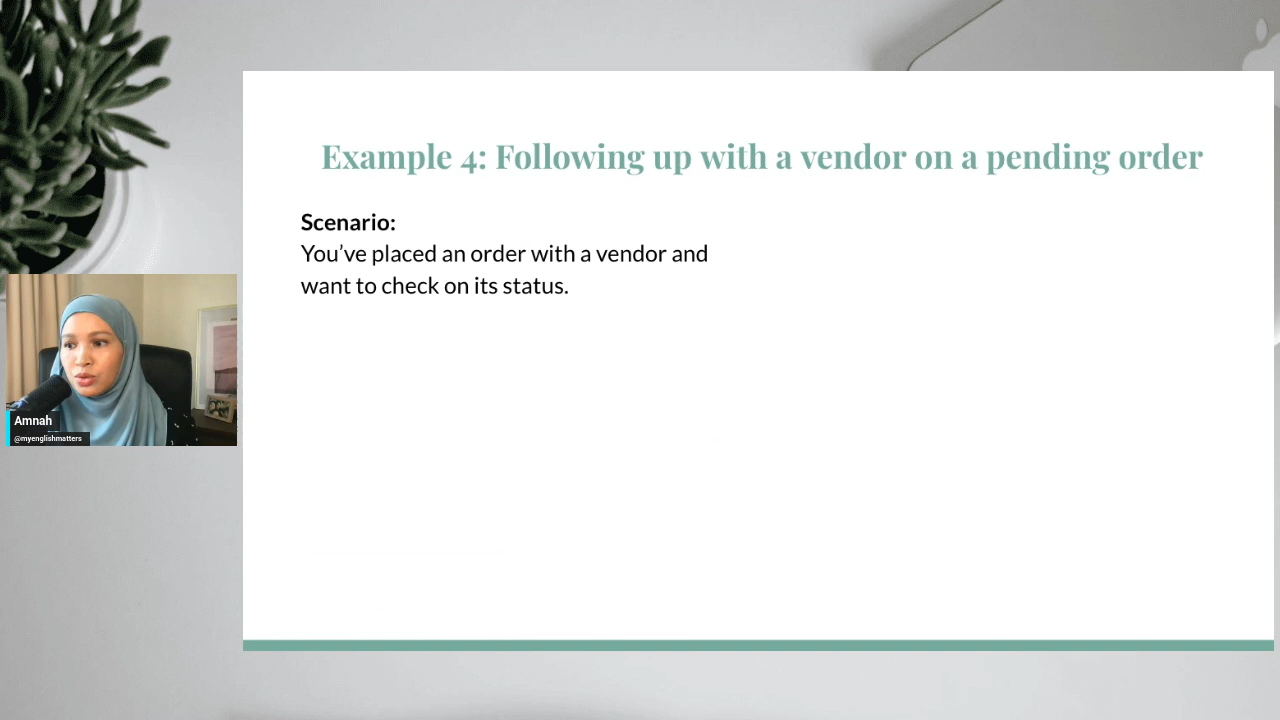 Example 4: Following up with a vendor on a pending order
Scenario:
You’ve placed an order with a vendor and
want to check on its status.
Amnah
@myenglishmatters